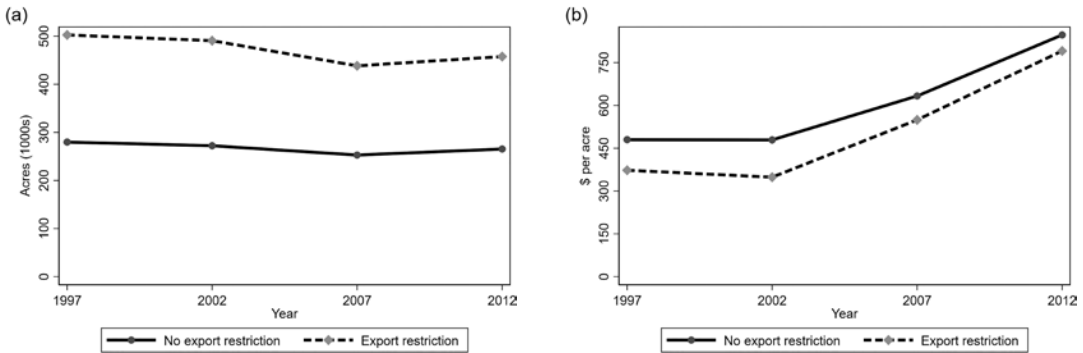 (a)
500
400
300
200
100
0
Acres (1000s)
1997 2002 2007 2012
Year
No export restriction Export restriction
(b)
750
600
450
300
150
0
$ per acre
1997 2002 2007 2012
Year
No export restriction Export restriction